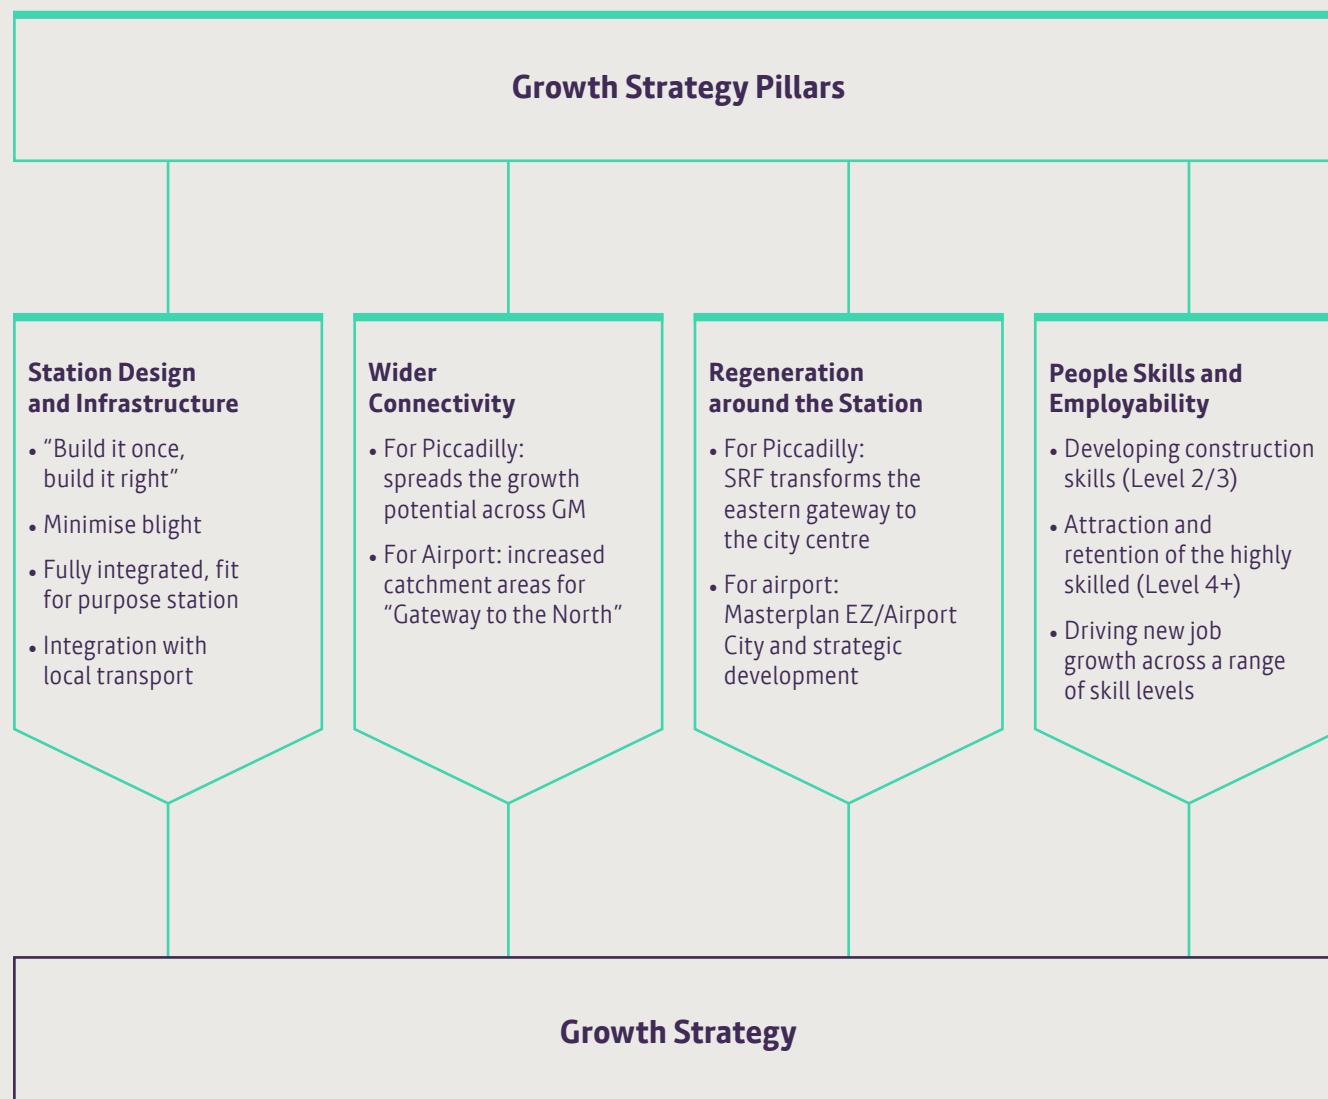 Growth Strategy Pillars
Station Design
and Infrastructure
• “Build it once,
build it right”
• Minimise blight
• Fully integrated, fit
for purpose station
• Integration with
local transport
Wider
Connectivity
• For Piccadilly:
spreads the growth
potential across GM
• For Airport: increased
catchment areas for
“Gateway to the North”
Regeneration
around the Station
• For Piccadilly:
SRF transforms the
eastern gateway to
the city centre
• For airport:
Masterplan EZ/Airport
City and strategic
development
People Skills and
Employability
• Developing construction
skills (Level 2/3)
• Attraction and
retention of the highly
skilled (Level 4+)
• Driving new job
growth across a range
of skill levels
Growth Strategy